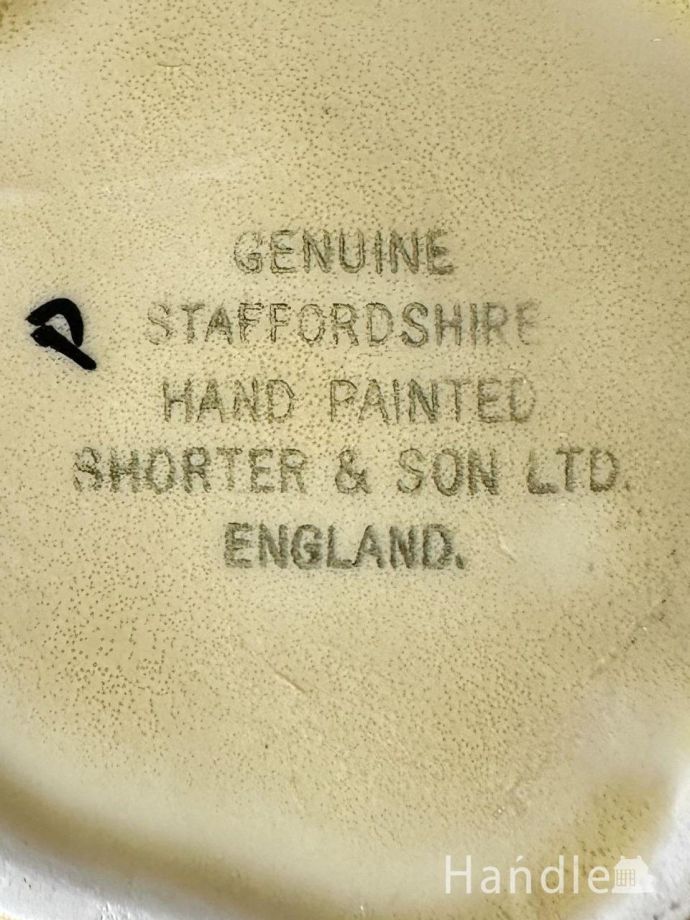 GENUINE
STAFFORDSHIRE
HAND PAINTED
SHORTER & SON LTD.
ENGLAND.
P
Handle